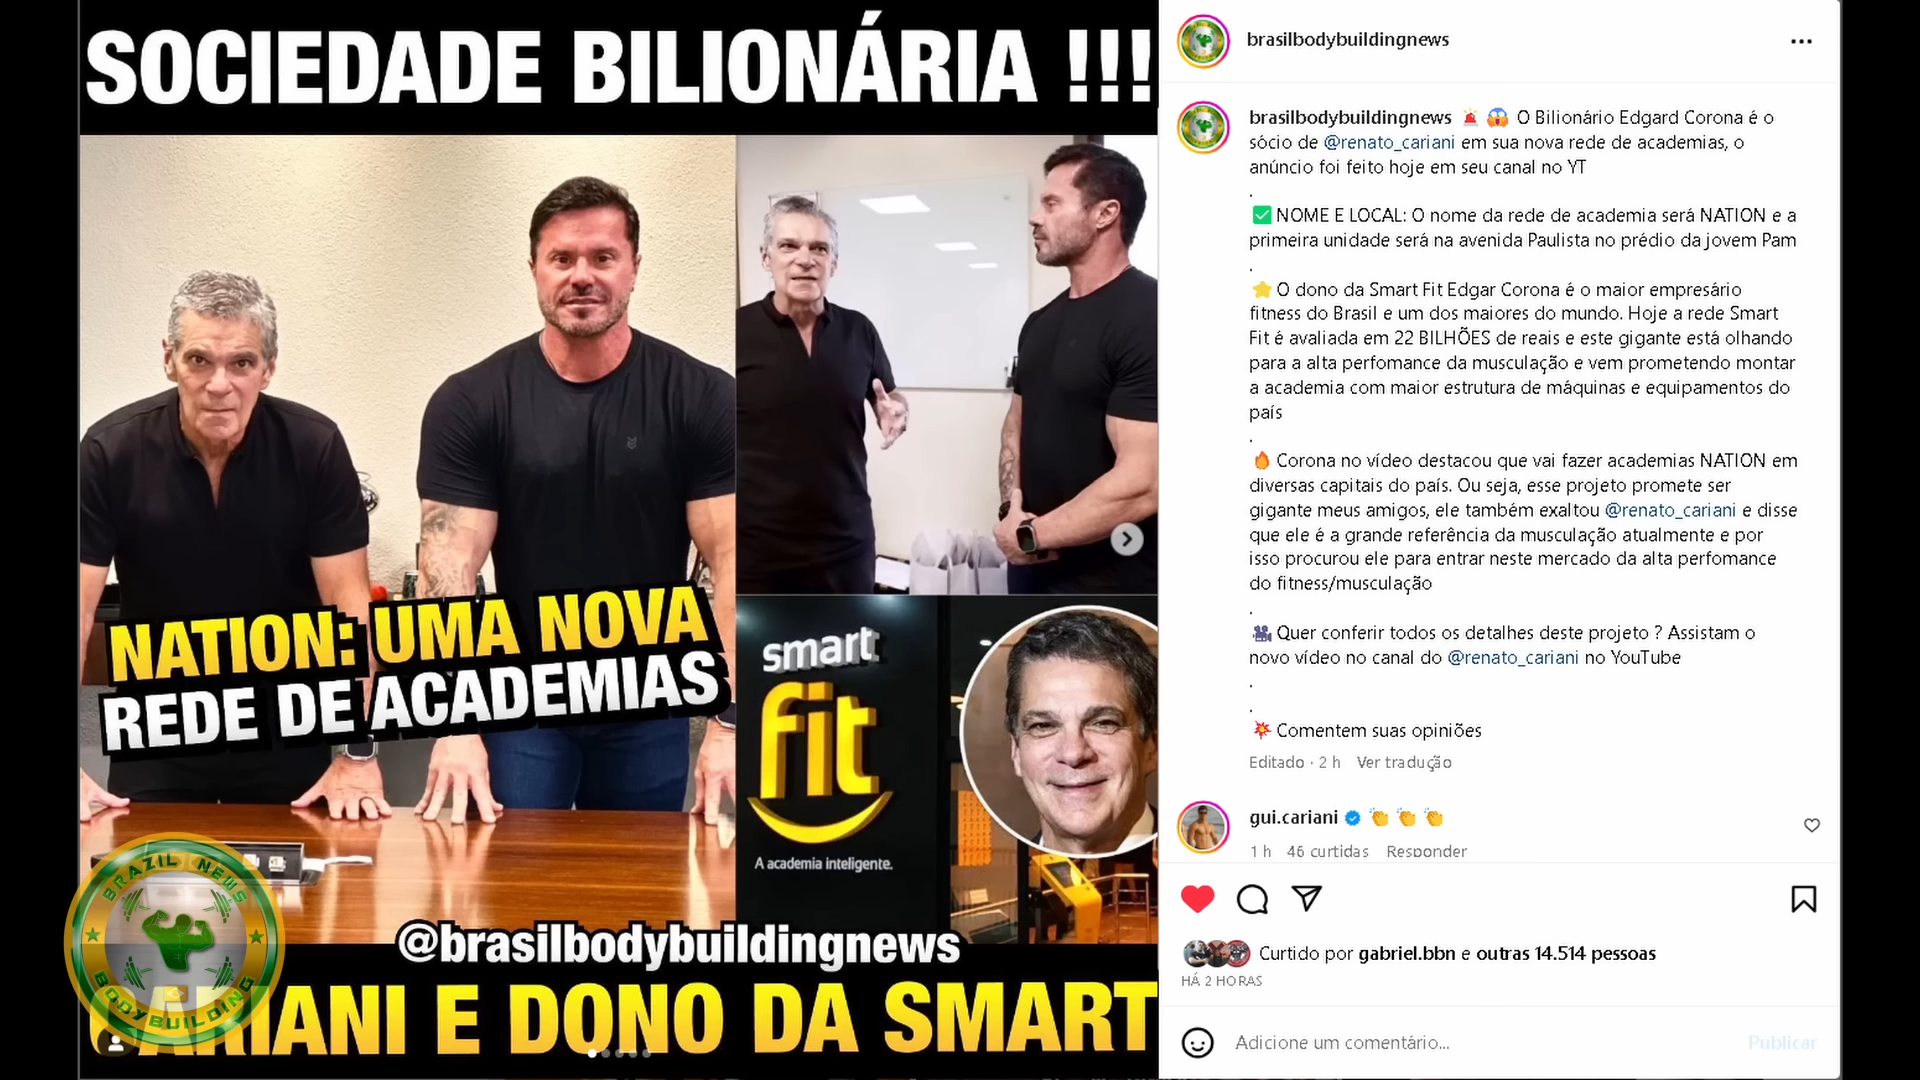 SOCIEDADE BILIONÁRIA !!!
NATION: UMA NOVA
REDE DE ACADEMIAS
smart
fit
A academia inteligente.
@brasilbodybuildingnews
CARIANI E DONO DA SMART
BRAZIL NEWS
BODYBUILDING
brasilbodybuildingnews
brasilbodybuildingnews 🚨 😱 O Bilionário Edgard Corona é o
sócio de @renato_cariani em sua nova rede de academias, o
anúncio foi feito hoje em seu canal no YT
.
✅ NOME E LOCAL: O nome da rede de academia será NATION e a
primeira unidade será na avenida Paulista no prédio da jovem Pam
.
⭐ O dono da Smart Fit Edgar Corona é o maior empresário
fitness do Brasil e um dos maiores do mundo. Hoje a rede Smart
Fit é avaliada em 22 BILHÕES de reais e este gigante está olhando
para a alta perfomance da musculação e vem prometendo montar
a academia com maior estrutura de máquinas e equipamentos do
país
.
🔥 Corona no vídeo destacou que vai fazer academias NATION em
diversas capitais do país. Ou seja, esse projeto promete ser
gigante meus amigos, ele também exaltou @renato_cariani e disse
que ele é a grande referência da musculação atualmente e por
isso procurou ele para entrar neste mercado da alta perfomance
do fitness/musculação
.
🎥 Quer conferir todos os detalhes deste projeto ? Assistam o
novo vídeo no canal do @renato_cariani no YouTube
.
.
💥 Comentem suas opiniões
Editado · 2 h Ver tradução
gui.cariani 👏 👏 👏
1 h 46 curtidas Responder
Curtido por gabriel.bbn e outras 14.514 pessoas
HÁ 2 HORAS
Adicione um comentário...
Publicar